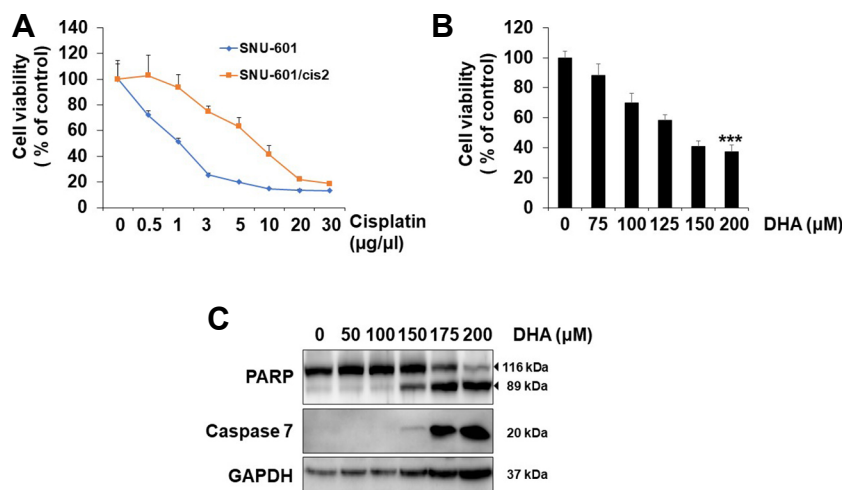 A
Cell viability
( % of control)
140
120
100
80
60
40
20
0
SNU-601
SNU-601/cis2
0 0.5 1 3 5 10 20 30
Cisplatin
(µg/µl)
B
Cell viability
( % of control)
120
100
80
60
40
20
0
***
0 75 100 125 150 200 DHA (µM)
C
0 50 100 150 175 200 DHA (µM)
PARP
116 kDa
89 kDa
Caspase 7
20 kDa
GAPDH
37 kDa